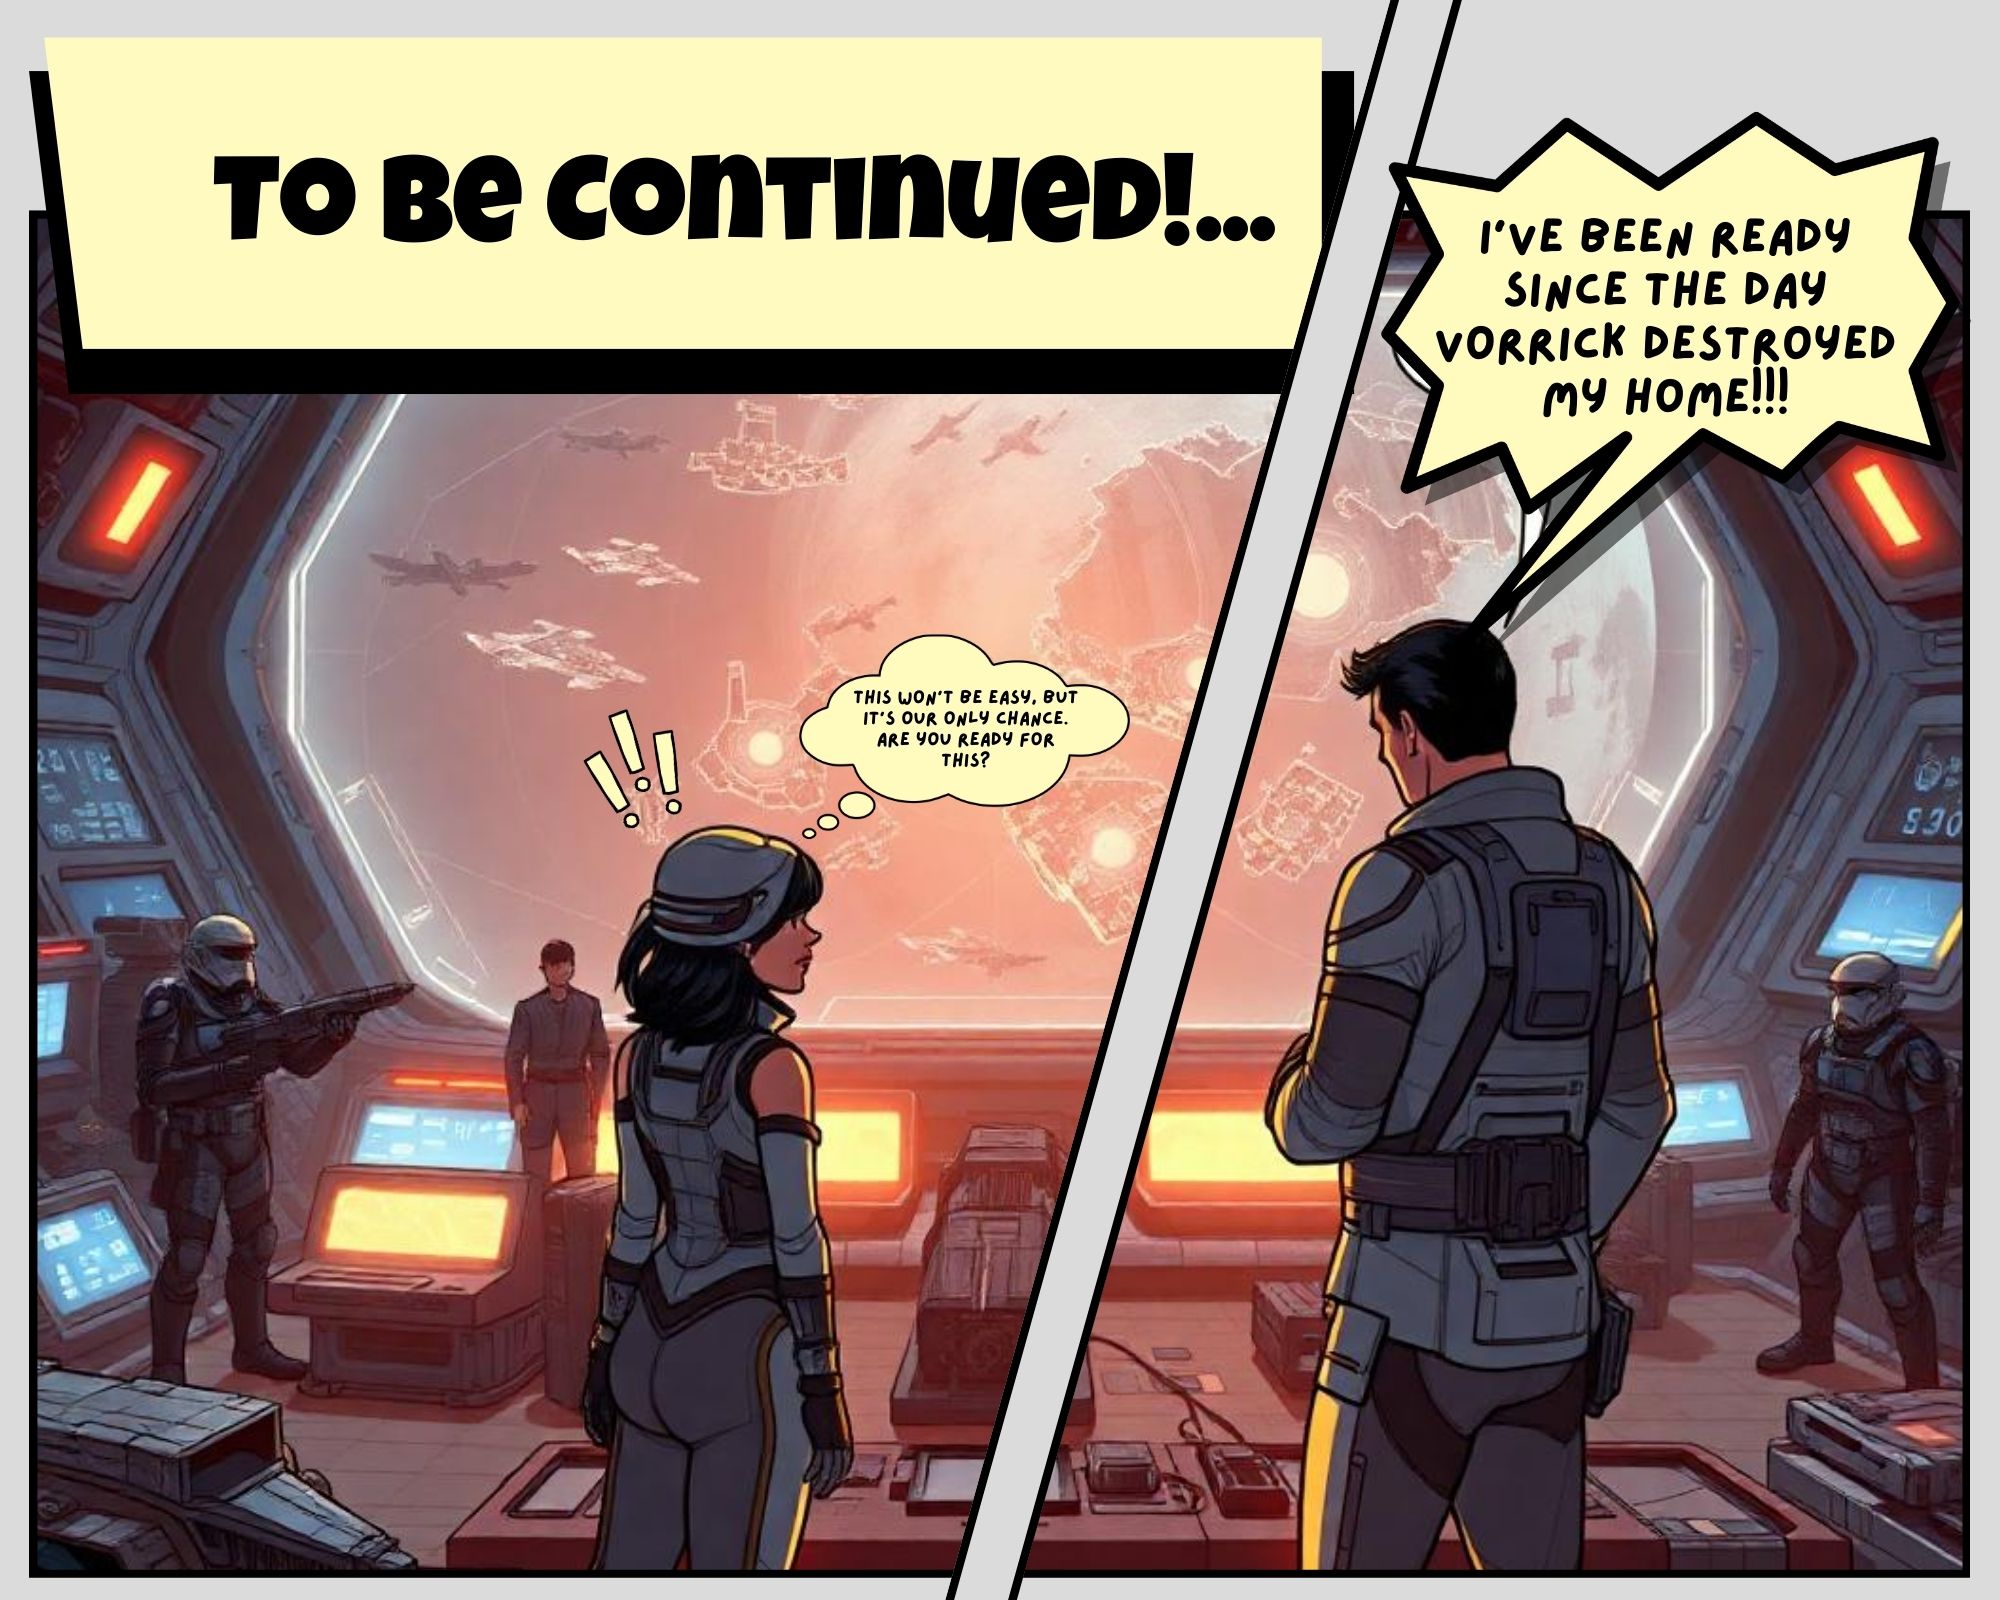 TO BE CONTINUED!...
THIS WON'T BE EASY, BUT
IT'S OUR ONLY CHANCE.
ARE YOU READY FOR
THIS?
!!!
I'VE BEEN READY
SINCE THE DAY
VORRICK DESTROYED
MY HOME!!!